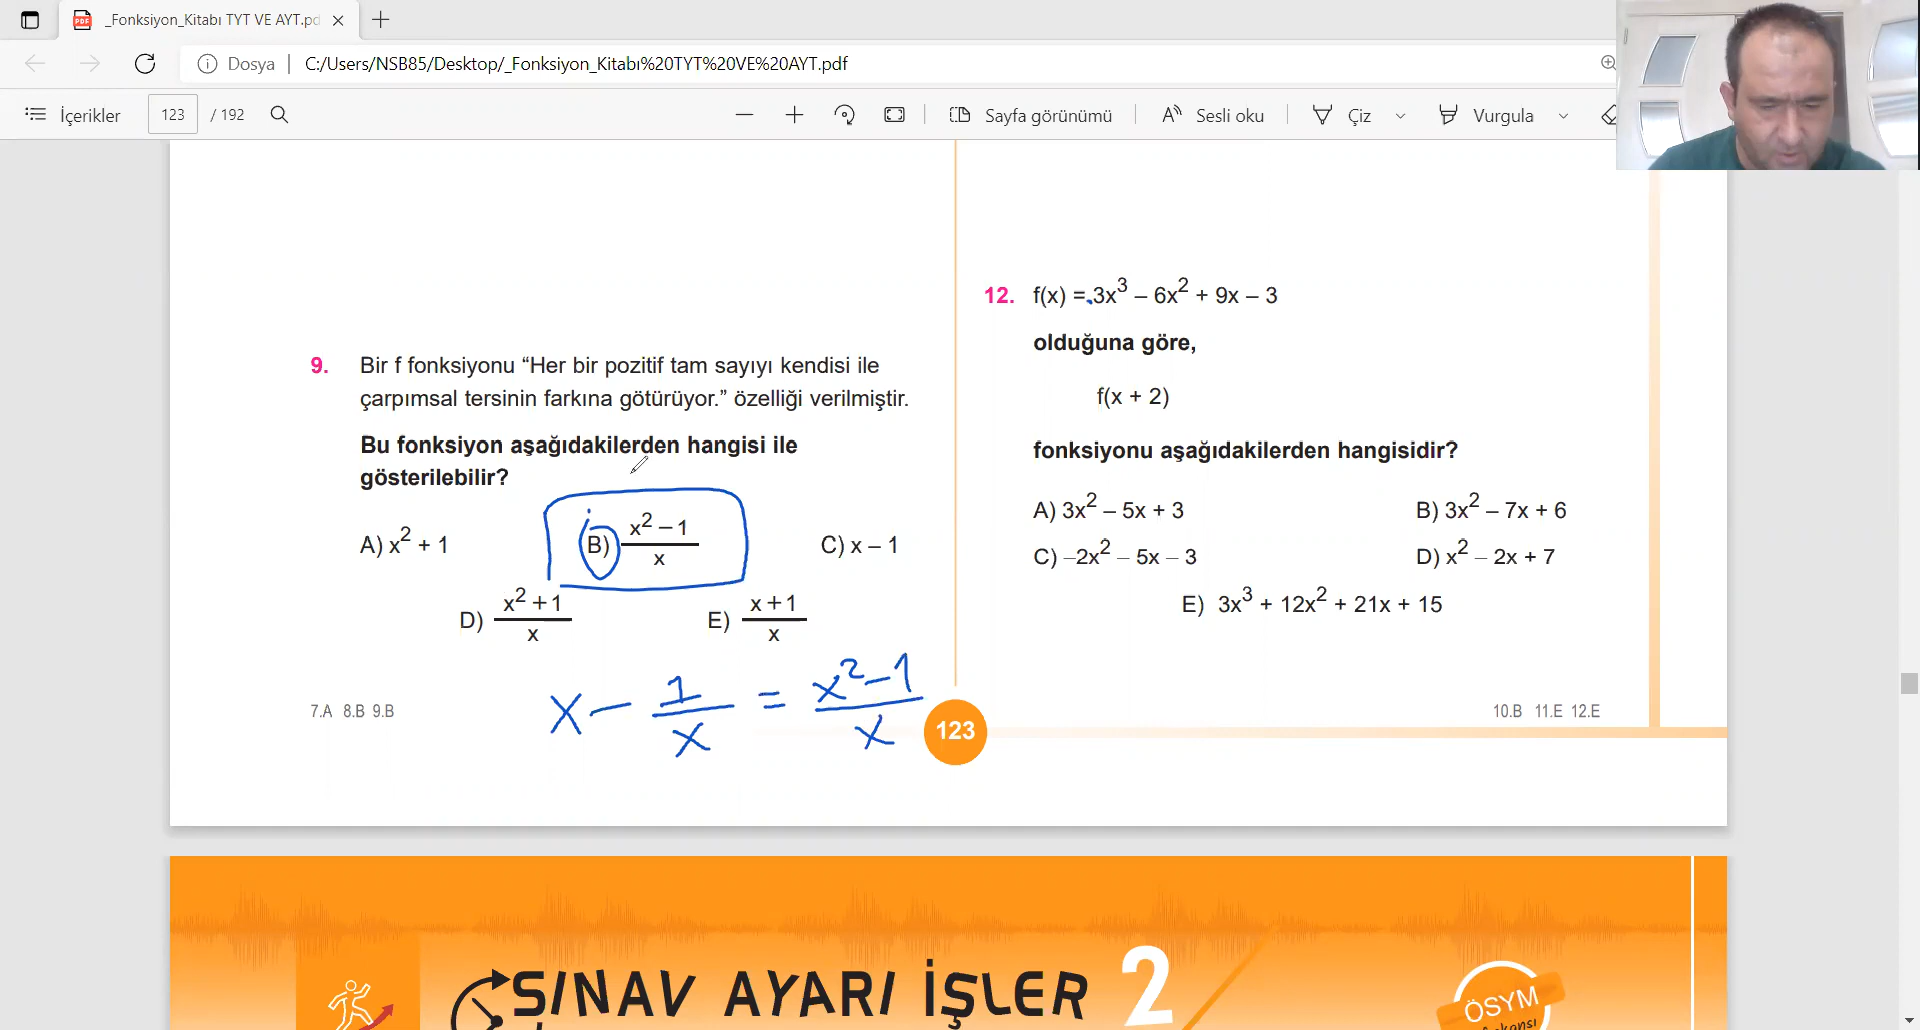 _Fonksiyon_Kitabı TYT VE AYT.pd
Dosya
C:/Users/NSB85/Desktop/_Fonksiyon_Kitabı%20TYT%20VE%20AYT.pdf
İçerikler
123 / 192
Sayfa görünümü
Sesli oku
Çiz
Vurgula
9. Bir f fonksiyonu “Her bir pozitif tam sayıyı kendisi ile
çarpımsal tersinin farkına götürüyor.” özelliği verilmiştir.
Bu fonksiyon aşağıdakilerden hangisi ile
gösterilebilir?
A) x² + 1
B) (x² – 1)/x
C) x – 1
D) (x² + 1)/x
E) (x + 1)/x
x – 1/x = (x² – 1)/x
7.A 8.B 9.B
12. f(x) = 3x³ – 6x² + 9x – 3
olduğuna göre,
f(x + 2)
fonksiyonu aşağıdakilerden hangisidir?
A) 3x² – 5x + 3
B) 3x² – 7x + 6
C) –2x² – 5x – 3
D) x² – 2x + 7
E) 3x³ + 12x² + 21x + 15
10.B 11.E 12.E
123
SINAV AYARI İŞLER 2
ÖSYM